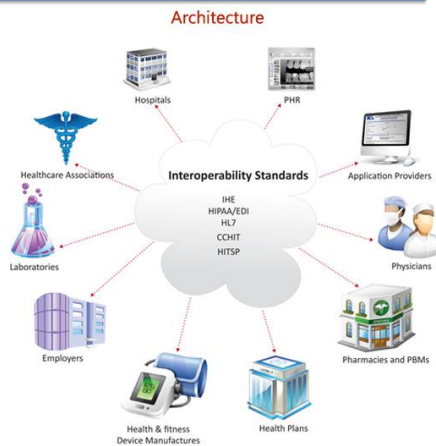 Architecture
Hospitals
PHR
Healthcare Associations
Interoperability Standards
Application Providers
IHE
HIPAA/EDI
HL7
CCHIT
HITSP
Laboratories
Physicians
Employers
Pharmacies and PBMs
Health & fitness
Device Manufactures
Health Plans